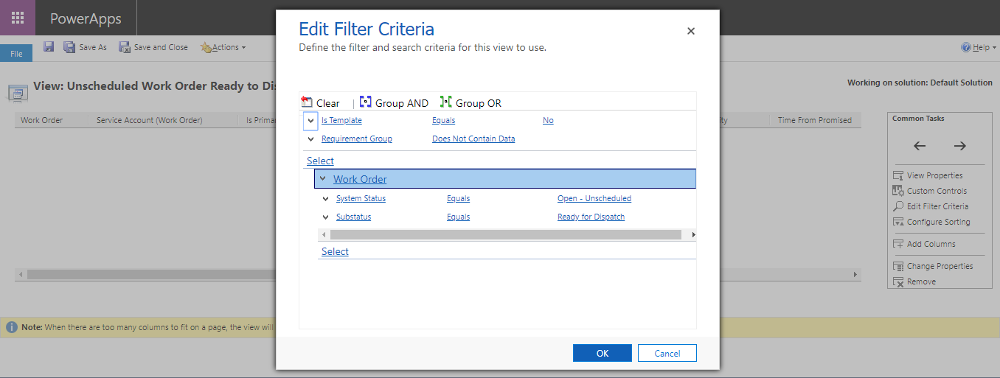 PowerApps
File
Save As
Save and Close
Actions
Help
View: Unscheduled Work Order Ready to
Working on solution: Default Solution
Work Order Service Account (Work Order) Is
Time From Promised
Edit Filter Criteria
Define the filter and search criteria for this view to use.
Clear Group AND Group OR
Is Template Equals No
Requirement Group Does Not Contain Data
Select
Work Order
System Status Equals Open - Unscheduled
Substatus Equals Ready for Dispatch
Select
OK Cancel
Common Tasks
View Properties
Custom Controls
Edit Filter Criteria
Configure Sorting
Add Columns
Change Properties
Remove
Note: When there are too many columns to fit on a page, the view will